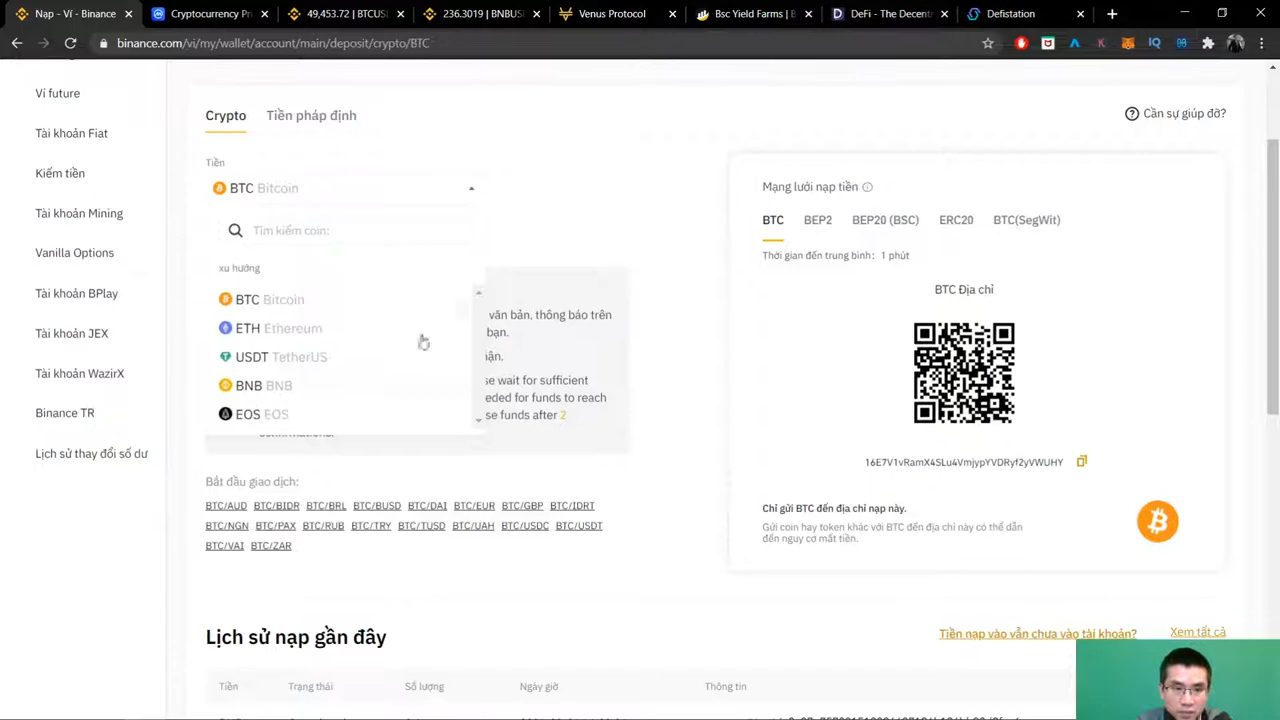 Nạp - Ví - Binance
Cryptocurrency Pr
49,453.72 | BTCUS
236.3019 | BNBUS
Venus Protocol
Bsc Yield Farms | B
DeFi - The Decentr
Defistation
binance.com/vi/my/wallet/account/main/deposit/crypto/BTC
Ví future
Tài khoản Fiat
Kiếm tiền
Tài khoản Mining
Vanilla Options
Tài khoản BPlay
Tài khoản JEX
Tài khoản WazirX
Binance TR
Lịch sử thay đổi số dư
Crypto Tiền pháp định
Cần sự giúp đỡ?
Tiền
BTC Bitcoin
Tìm kiếm coin:
xu hướng
BTC Bitcoin
ETH Ethereum
USDT TetherUS
BNB BNB
EOS EOS
văn bản, thông báo trên
bạn.
se wait for sufficient
eeded for funds to reach
se funds after 2
Bắt đầu giao dịch:
BTC/AUD BTC/BIDR BTC/BRL BTC/BUSD BTC/DAI BTC/EUR BTC/GBP BTC/IDRT
BTC/NGN BTC/PAX BTC/RUB BTC/TRY BTC/TUSD BTC/UAH BTC/USDC BTC/USDT
BTC/VAI BTC/ZAR
Mạng lưới nạp tiền
BTC BEP2 BEP20 (BSC) ERC20 BTC(SegWit)
Thời gian đến trung bình: 1 phút
BTC Địa chỉ
16E7V1vRamX4SLu4VmjypYVDRyf2yVWUHY
Chỉ gửi BTC đến địa chỉ nạp này.
Gửi coin hay token khác với BTC đến địa chỉ này có thể dẫn
đến nguy cơ mất tiền.
Lịch sử nạp gần đây
Tiền nạp vào vẫn chưa vào tài khoản?
Xem tất cả
Tiền Trạng thái Số lượng Ngày giờ Thông tin